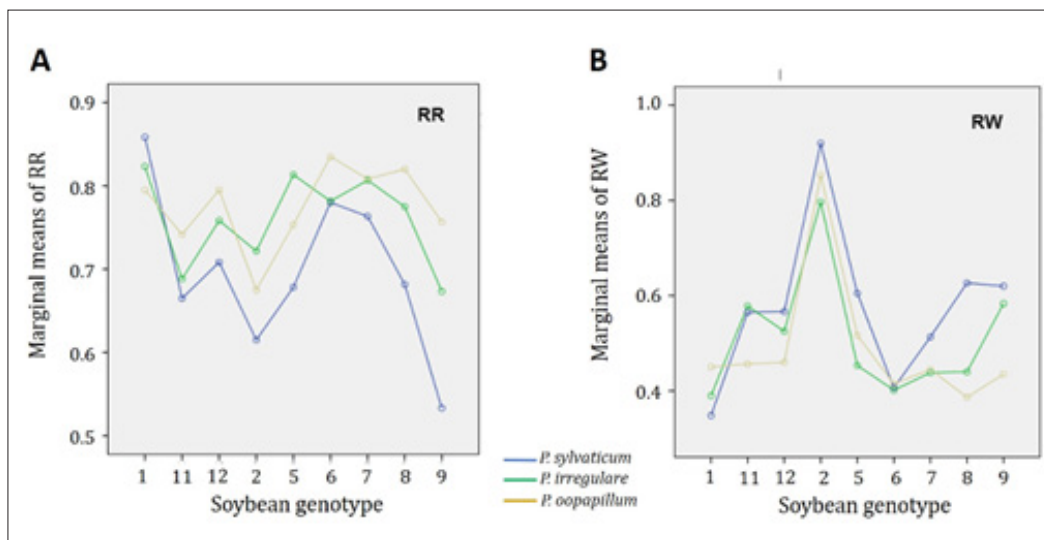 A
B
RR
RW
Marginal means of RR
0.9
0.8
0.7
0.6
0.5
1 11 12 2 5 6 7 8 9
Soybean genotype
Marginal means of RW
1.0
0.8
0.6
0.4
1 11 12 2 5 6 7 8 9
Soybean genotype
P. sylvaticum
P. irregulare
P. oopapillum